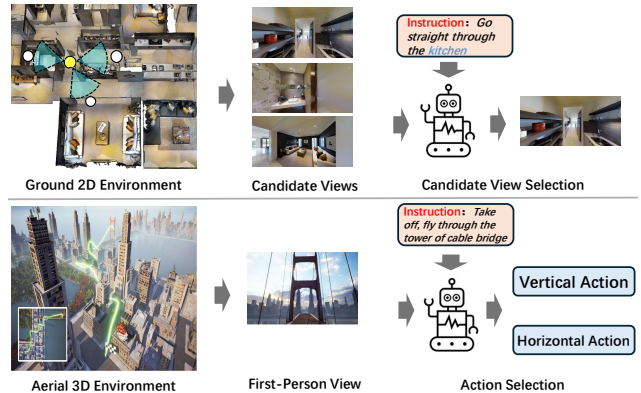 Instruction: Go
straight through
the kitchen
Ground 2D Environment
Candidate Views
Candidate View Selection
Instruction: Take
off, fly through the
tower of cable bridge
Vertical Action
Horizontal Action
Aerial 3D Environment
First-Person View
Action Selection